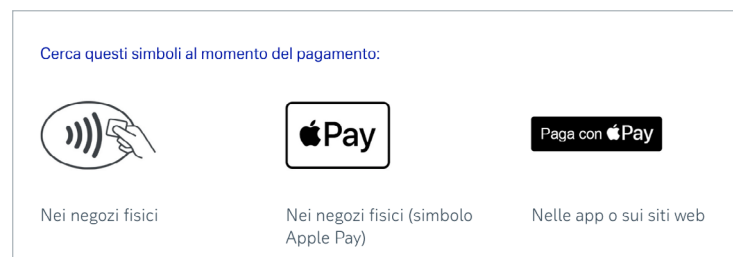 Cerca questi simboli al momento del pagamento:
Pay
Paga con Pay
Nei negozi fisici
Nei negozi fisici (simbolo
Apple Pay)
Nelle app o sui siti web